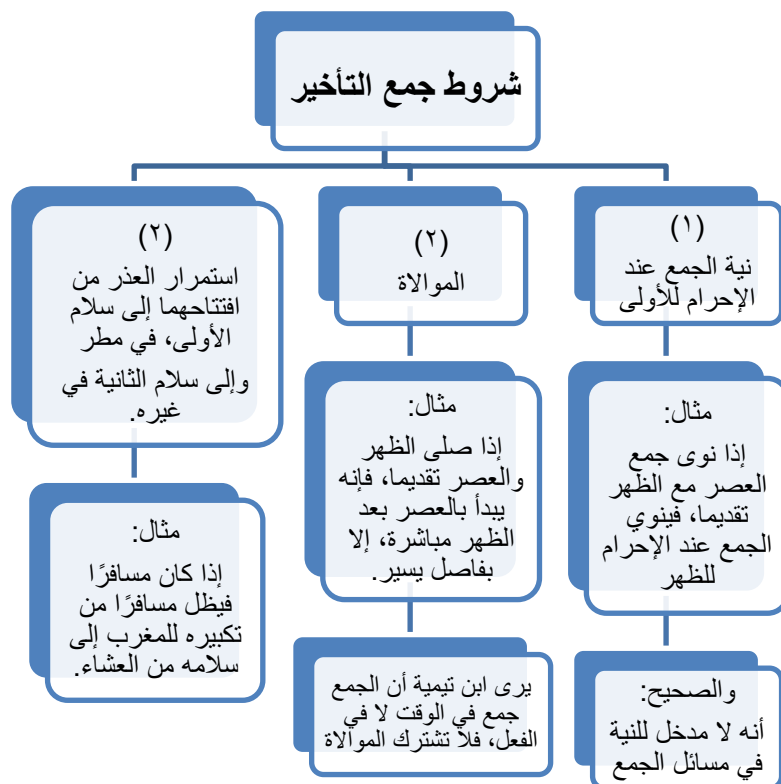 شروط جمع التأخير
(١)
نية الجمع عند
الإحرام للأولى
مثال:
إذا نوى جمع
العصر مع الظهر
تقديما، فينوي
الجمع عند الإحرام
للظهر
والصحيح:
أنه لا مدخل للنية
في مسائل الجمع
(٢)
الموالاة
مثال:
إذا صلى الظهر
والعصر تقديما، فإنه
يبدأ بالعصر بعد
الظهر مباشرة، إلا
بفاصل يسير.
يرى ابن تيمية أن الجمع
جمع في الوقت لا في
الفعل، فلا تشترك الموالاة
(٢)
استمرار العذر من
افتتاحهما إلى سلام
الأولى، في مطر
وإلى سلام الثانية في
غيره.
مثال:
إذا كان مسافرًا
فيظل مسافرًا من
تكبيره للمغرب إلى
سلامه من العشاء.